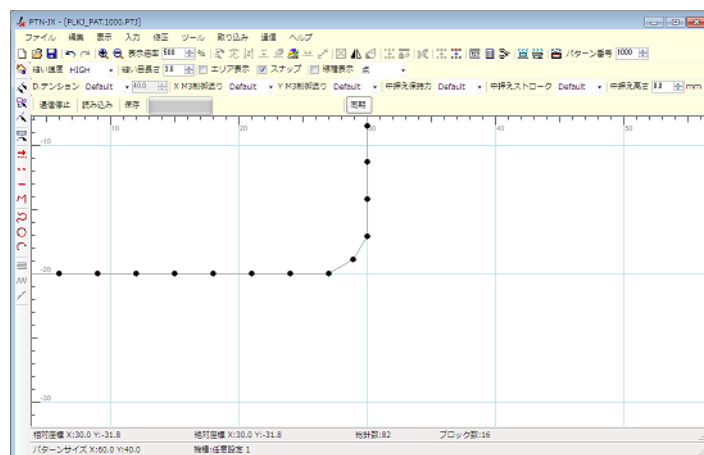 PTN-JX - [PLKJ_PAT.1000.PTJ]
ファイル 編集 表示 入力 修正 ツール 取り込み 通信 ヘルプ
表示倍率 500 % パターン番号 1000
縫い速度 HIGH 縫い目長さ 3.0 エリア表示 スナップ 機種表示 点
D.テンション Default 40.0 X M3制御送り Default Y M3制御送り Default 中押え保持力 Default 中押えストローク Default 中押え高さ 0.0 mm
通信停止 読み込み 保存 同期
10 20 30 40 50
-10
-20
-30
相対座標 X:30.0 Y:-31.8 絶対座標 X:30.0 Y:-31.8 総針数:82 ブロック数:16
パターンサイズ X:60.0 Y:40.0 機種:任意設定 1